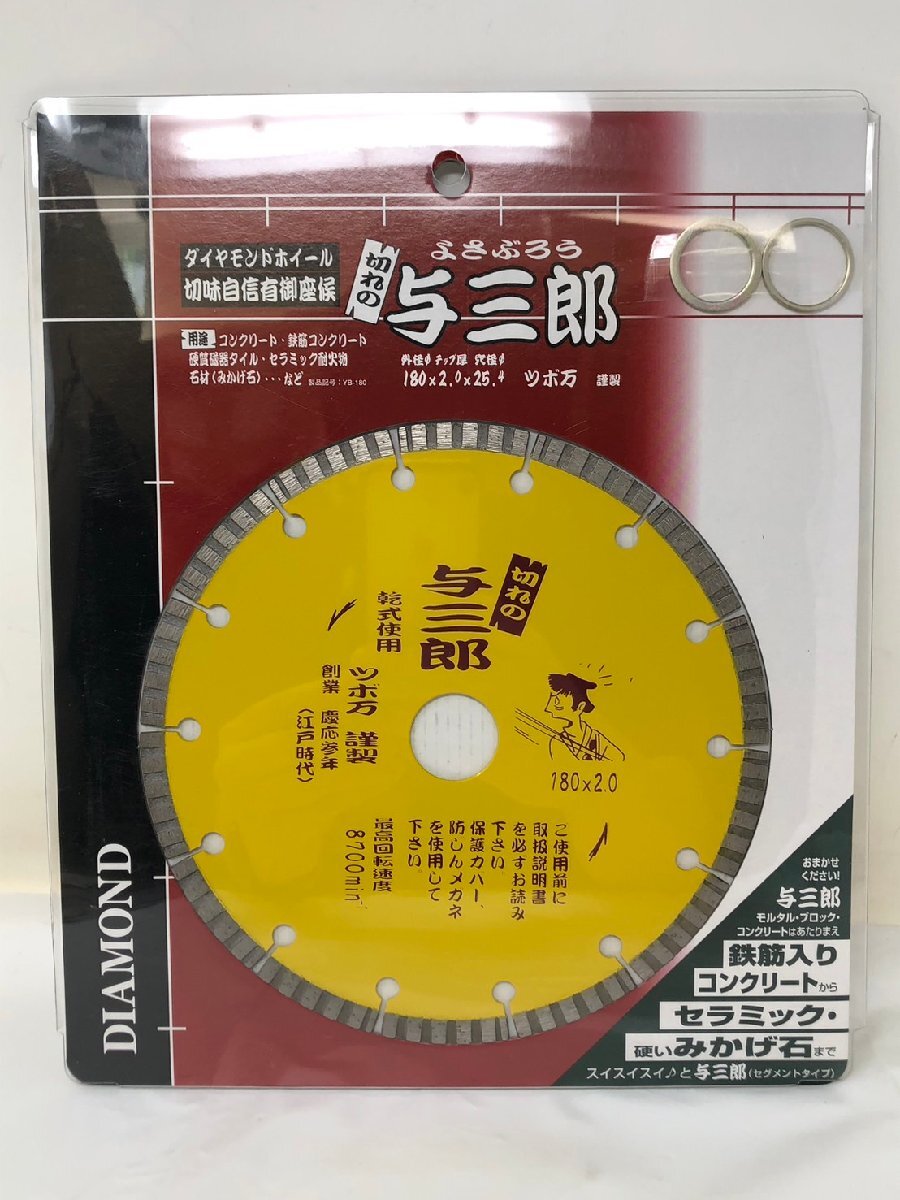 ダイヤモンドホイール
切味自信有御座候
切れの
よさぶろう
与三郎
用途 コンクリート・鉄筋コンクリート
硬質磁器タイル・セラミック耐火物
石材(みかげ石)・・・など 製品記号:YB-180
外径φ チップ厚 穴径φ
180×2.0×25.4 ツボ万 謹製
切れの
与三郎
乾式使用
ツボ万 謹製
創業 慶応参年
〈江戸時代〉
180×2.0
ご使用前に
取扱説明書
を必ずお読み
下さい
保護カバー、
防じんメガネ
を使用して
下さい。
最高回転速度
8700min⁻¹
DIAMOND
おまかせ
ください!
与三郎
モルタル・ブロック・
コンクリートはあたりまえ
鉄筋入り
コンクリートから
セラミック・
硬いみかげ石まで
スイスイスイ♪と与三郎(セグメントタイプ)